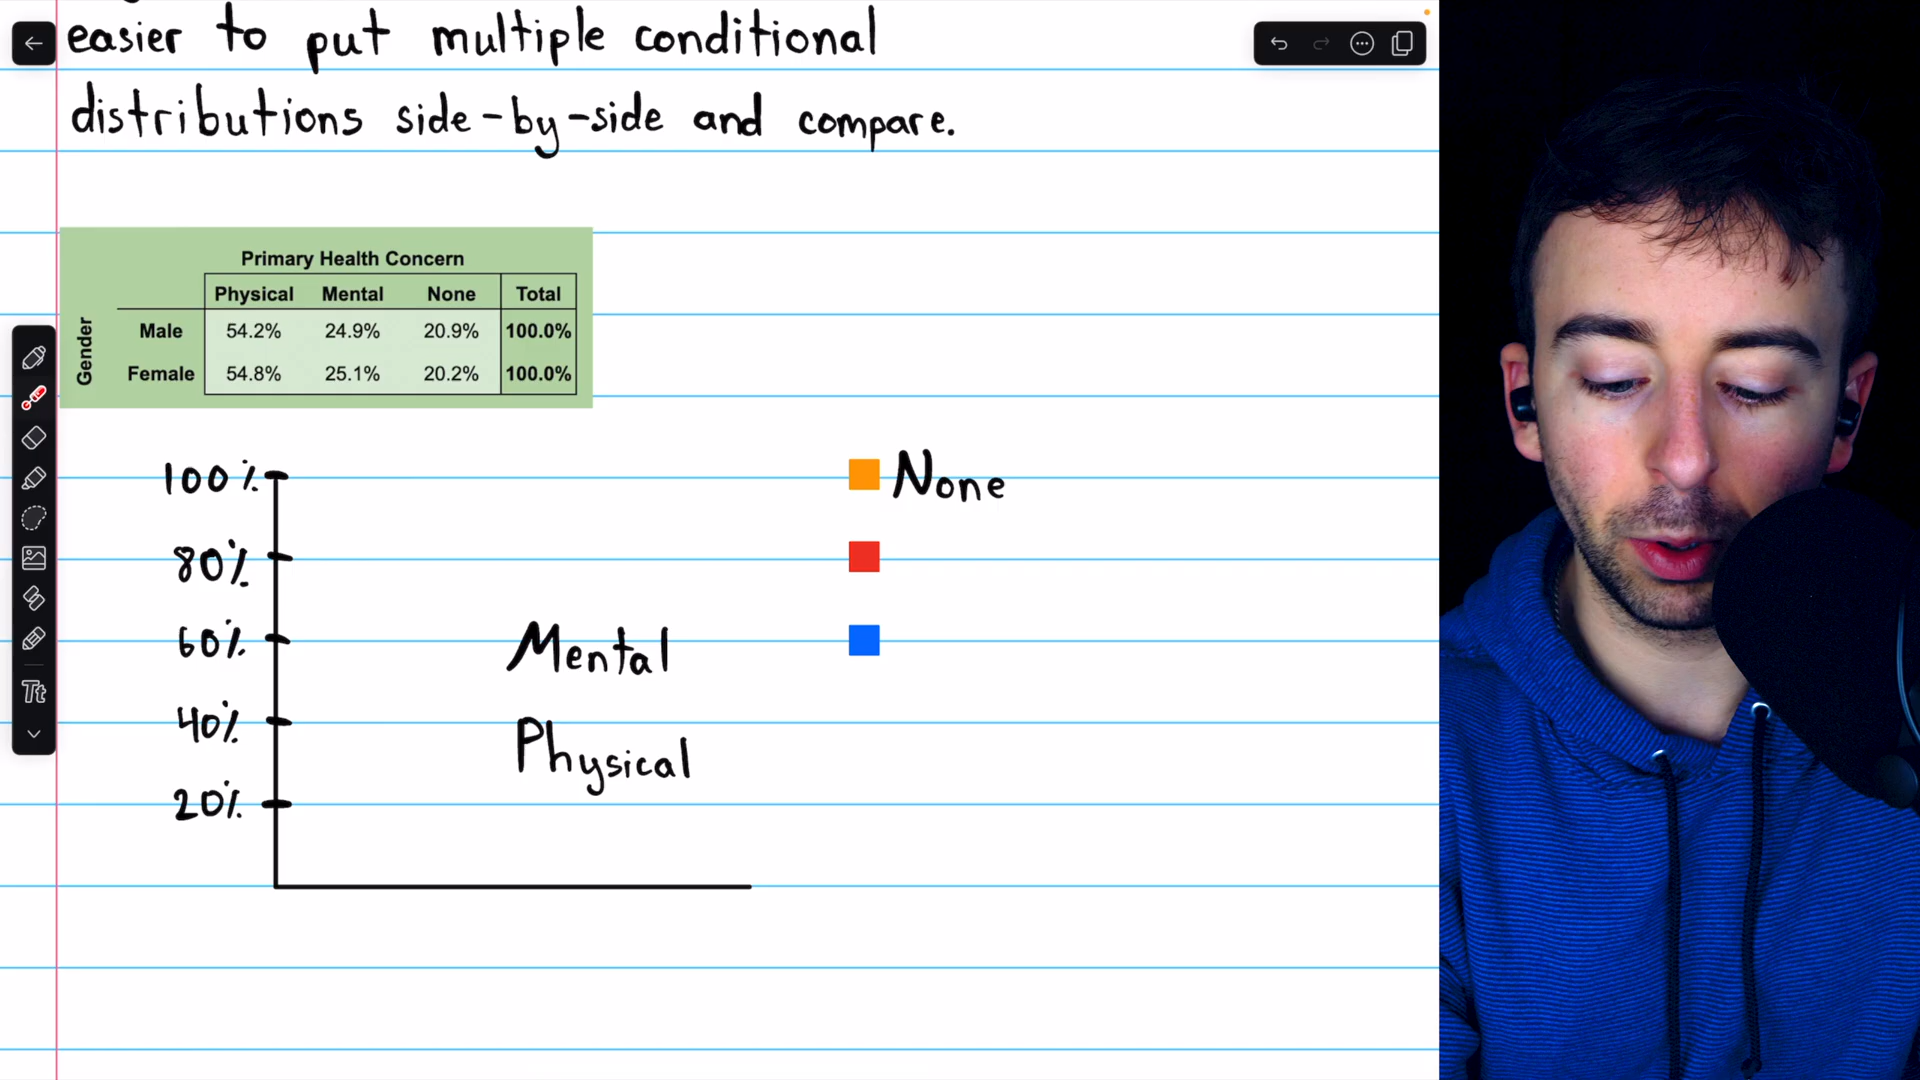 easier to put multiple conditional
distributions side-by-side and compare.
Primary Health Concern
Physical Mental None Total
Gender
Male 54.2% 24.9% 20.9% 100.0%
Female 54.8% 25.1% 20.2% 100.0%
100%
None
80%
60%
Mental
40%
Physical
20%
Tt